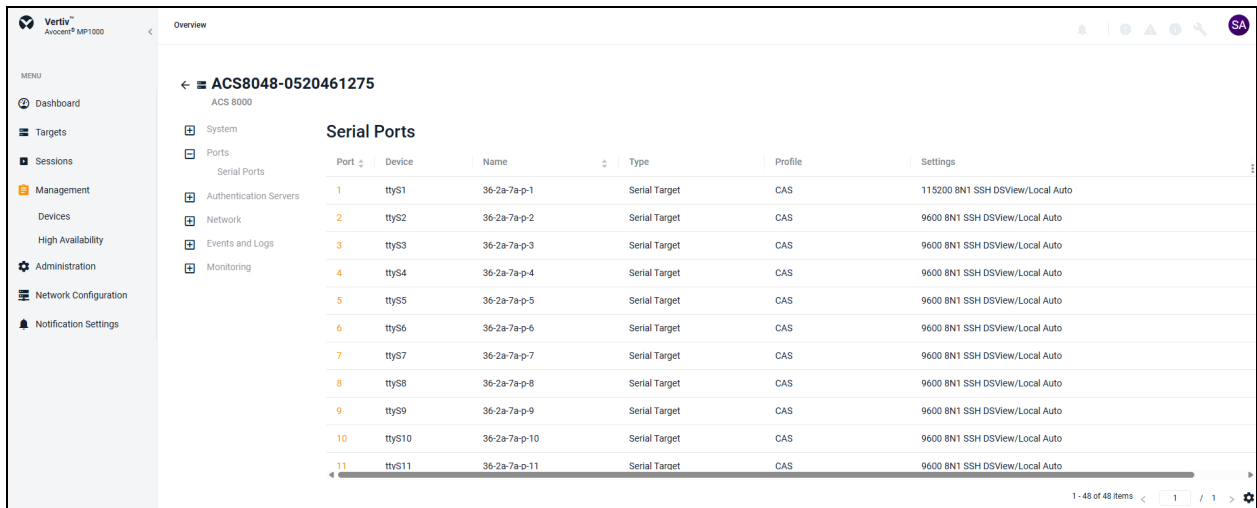 Vertiv™
Avocent® MP1000
Overview
SA
MENU
Dashboard
Targets
Sessions
Management
Devices
High Availability
Administration
Network Configuration
Notification Settings
ACS8048-0520461275
ACS 8000
System
Ports
Serial Ports
Authentication Servers
Network
Events and Logs
Monitoring
Serial Ports
Port Device Name Type Profile Settings
1 ttyS1 36-2a-7a-p-1 Serial Target CAS 115200 8N1 SSH DSView/Local Auto
2 ttyS2 36-2a-7a-p-2 Serial Target CAS 9600 8N1 SSH DSView/Local Auto
3 ttyS3 36-2a-7a-p-3 Serial Target CAS 9600 8N1 SSH DSView/Local Auto
4 ttyS4 36-2a-7a-p-4 Serial Target CAS 9600 8N1 SSH DSView/Local Auto
5 ttyS5 36-2a-7a-p-5 Serial Target CAS 9600 8N1 SSH DSView/Local Auto
6 ttyS6 36-2a-7a-p-6 Serial Target CAS 9600 8N1 SSH DSView/Local Auto
7 ttyS7 36-2a-7a-p-7 Serial Target CAS 9600 8N1 SSH DSView/Local Auto
8 ttyS8 36-2a-7a-p-8 Serial Target CAS 9600 8N1 SSH DSView/Local Auto
9 ttyS9 36-2a-7a-p-9 Serial Target CAS 9600 8N1 SSH DSView/Local Auto
10 ttyS10 36-2a-7a-p-10 Serial Target CAS 9600 8N1 SSH DSView/Local Auto
11 ttyS11 36-2a-7a-p-11 Serial Target CAS 9600 8N1 SSH DSView/Local Auto
1 - 48 of 48 items < 1 / 1 >